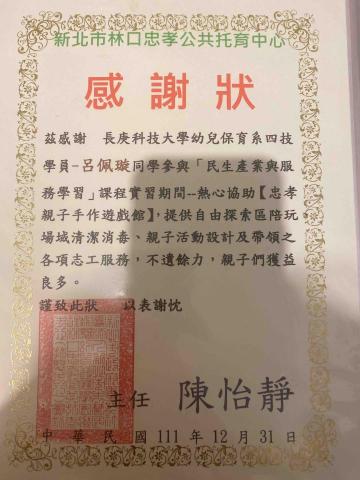 新北市林口忠孝公共托育中心
感謝狀
茲感謝　長庚科技大學幼兒保育系四技
學員-呂佩璇同學參與「民生產業與服
務學習」課程實習期間--熱心協助【忠孝
親子手作遊戲館】,提供自由探索區陪玩
場域清潔消毒、親子活動設計及帶領之
各項志工服務,不遺餘力,親子們獲益
良多。
謹致此狀　以表謝忱
主任　陳怡靜
中華民國111年12月31日